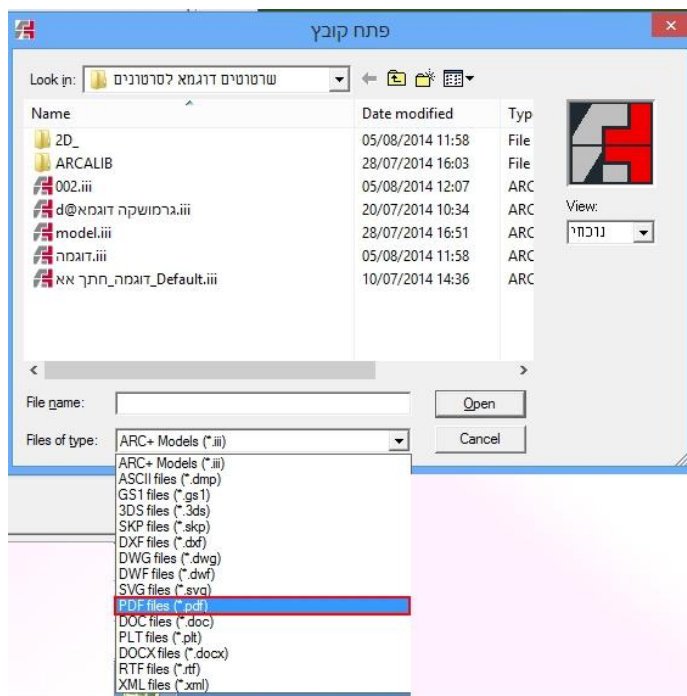 פתח קובץ
Look in: שרטוטים דוגמא לסרטונים
Name Date modified Typ
2D_ 05/08/2014 11:58 File
ARCALIB 28/07/2014 16:03 File
002.iii 05/08/2014 12:07 ARC
גרמושקה דוגמא@d.iii 20/07/2014 10:34 ARC
model.iii 28/07/2014 16:51 ARC
דוגמה.iii 05/08/2014 11:58 ARC
דוגמה_חתך אא_Default.iii 10/07/2014 14:36 ARC
View:
נוכחי
File name:
Open
Files of type: ARC+ Models (*.iii)
Cancel
ARC+ Models (*.iii)
ASCII files (*.dmp)
GS1 files (*.gs1)
3DS files (*.3ds)
SKP files (*.skp)
DXF files (*.dxf)
DWG files (*.dwg)
DWF files (*.dwf)
SVG files (*.svg)
PDF files (*.pdf)
DOC files (*.doc)
PLT files (*.plt)
DOCX files (*.docx)
RTF files (*.rtf)
XML files (*.xml)